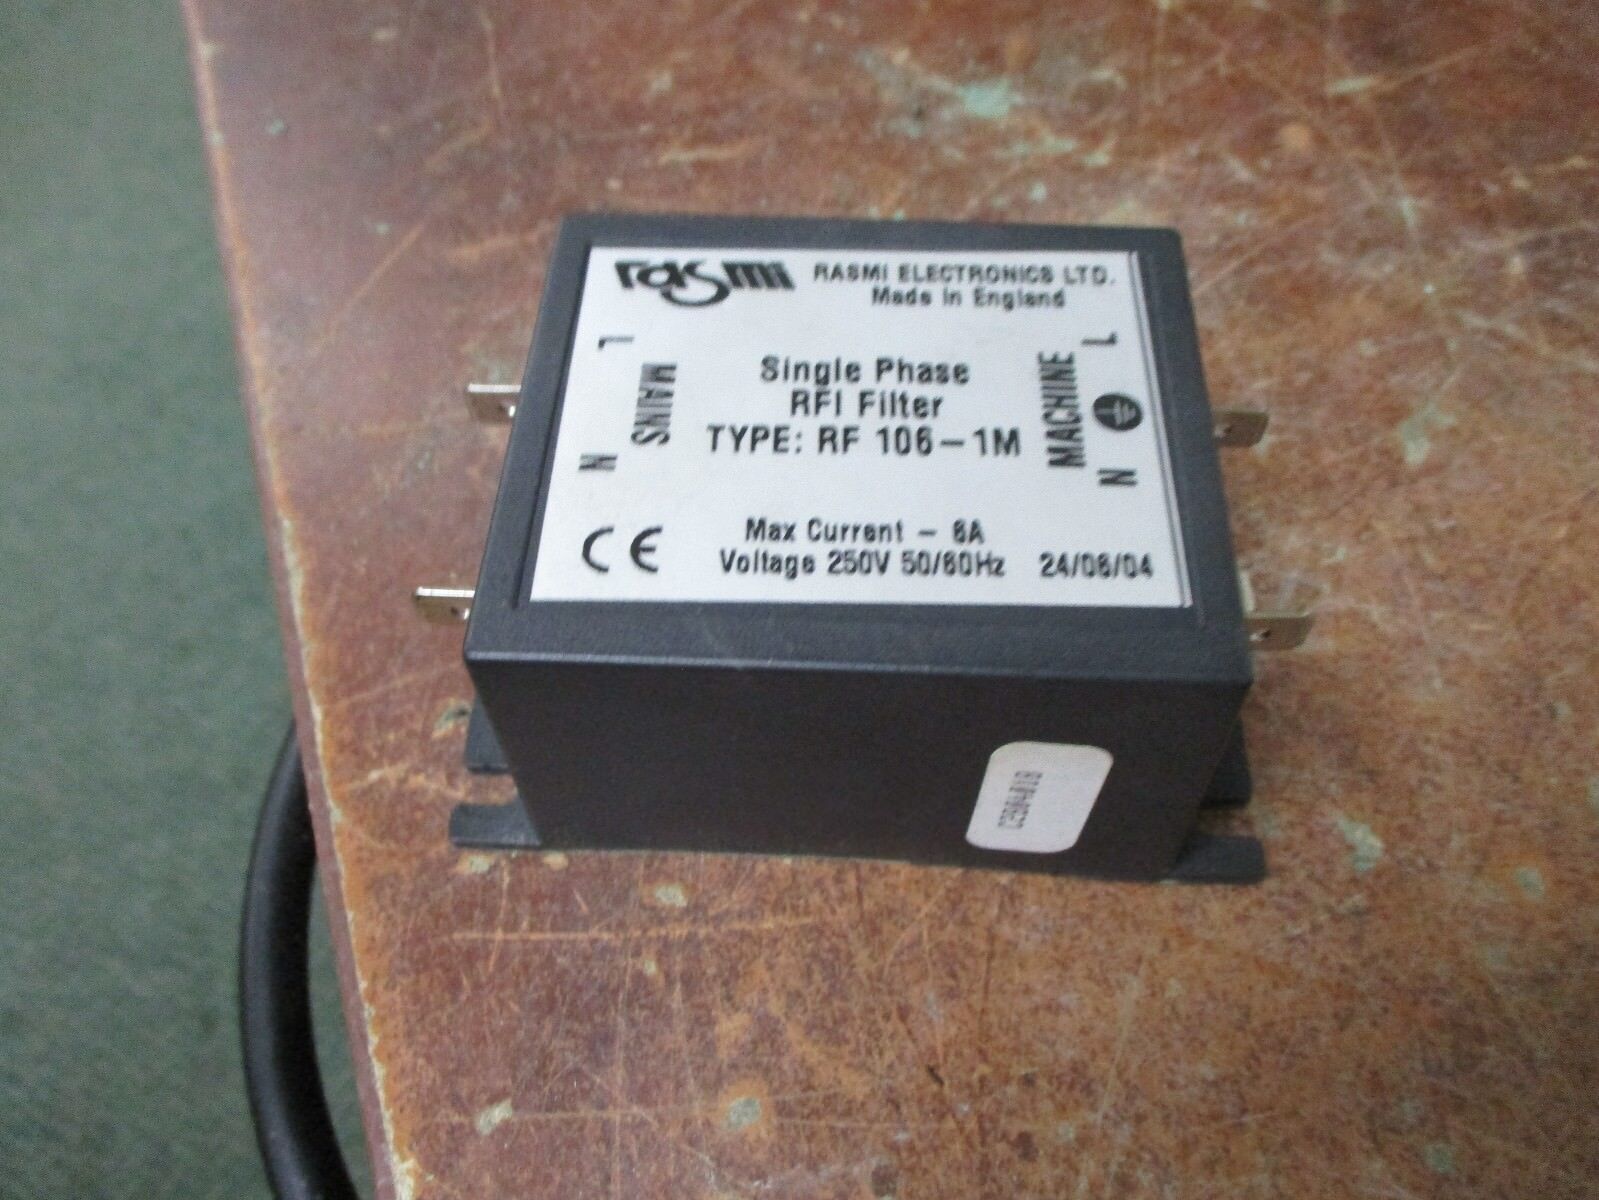 rasmi RASMI ELECTRONICS LTD.
Made in England
L
MAINS
N
Single Phase
RFI Filter
TYPE: RF 106-1M
MACHINE
L
N
CE
Max Current - 6A
Voltage 250V 50/60Hz 24/06/04